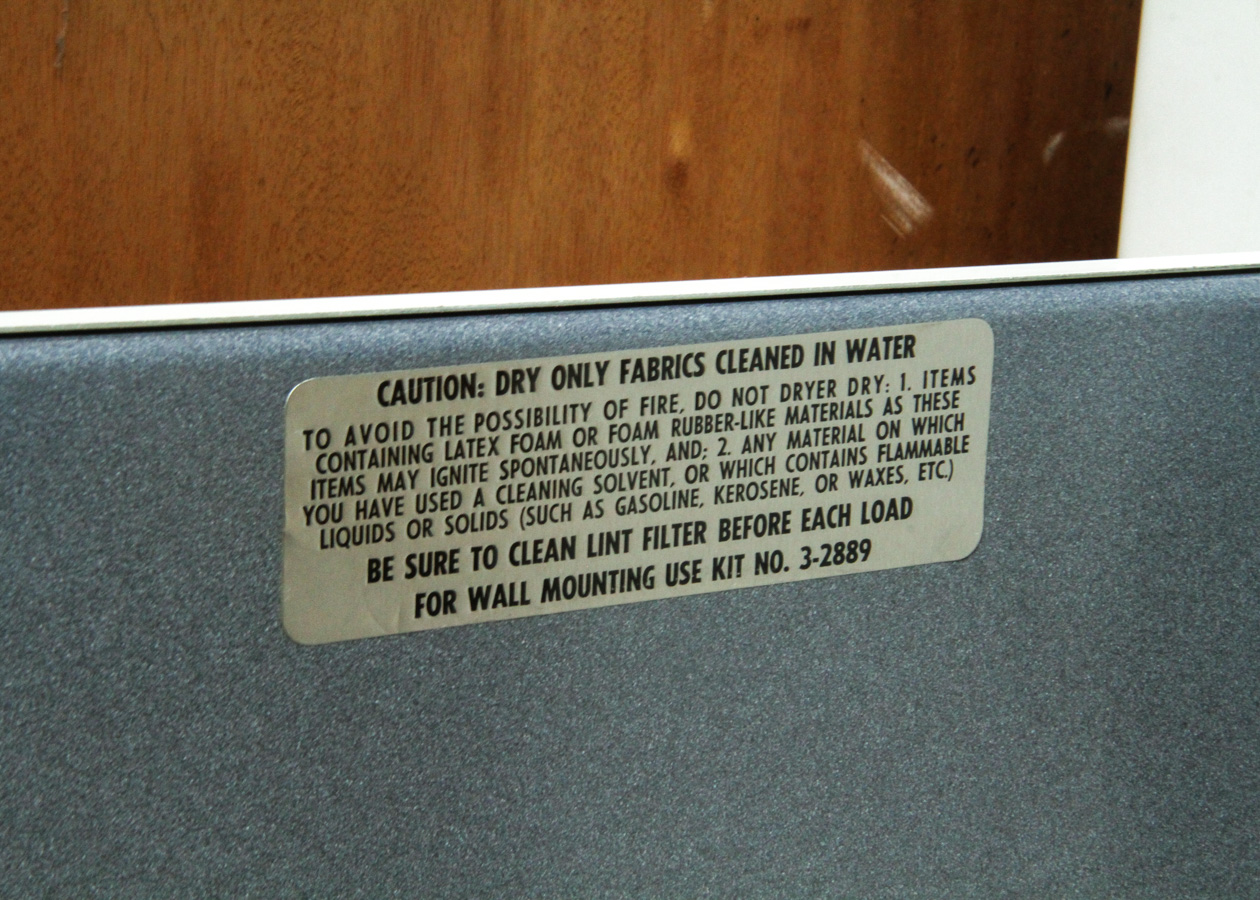 CAUTION: DRY ONLY FABRICS CLEANED IN WATER
TO AVOID THE POSSIBILITY OF FIRE, DO NOT DRYER DRY: 1. ITEMS
CONTAINING LATEX FOAM OR FOAM RUBBER-LIKE MATERIALS AS THESE
ITEMS MAY IGNITE SPONTANEOUSLY, AND; 2. ANY MATERIAL ON WHICH
YOU HAVE USED A CLEANING SOLVENT, OR WHICH CONTAINS FLAMMABLE
LIQUIDS OR SOLIDS (SUCH AS GASOLINE, KEROSENE, OR WAXES, ETC.)
BE SURE TO CLEAN LINT FILTER BEFORE EACH LOAD
FOR WALL MOUNTING USE KIT NO. 3-2889